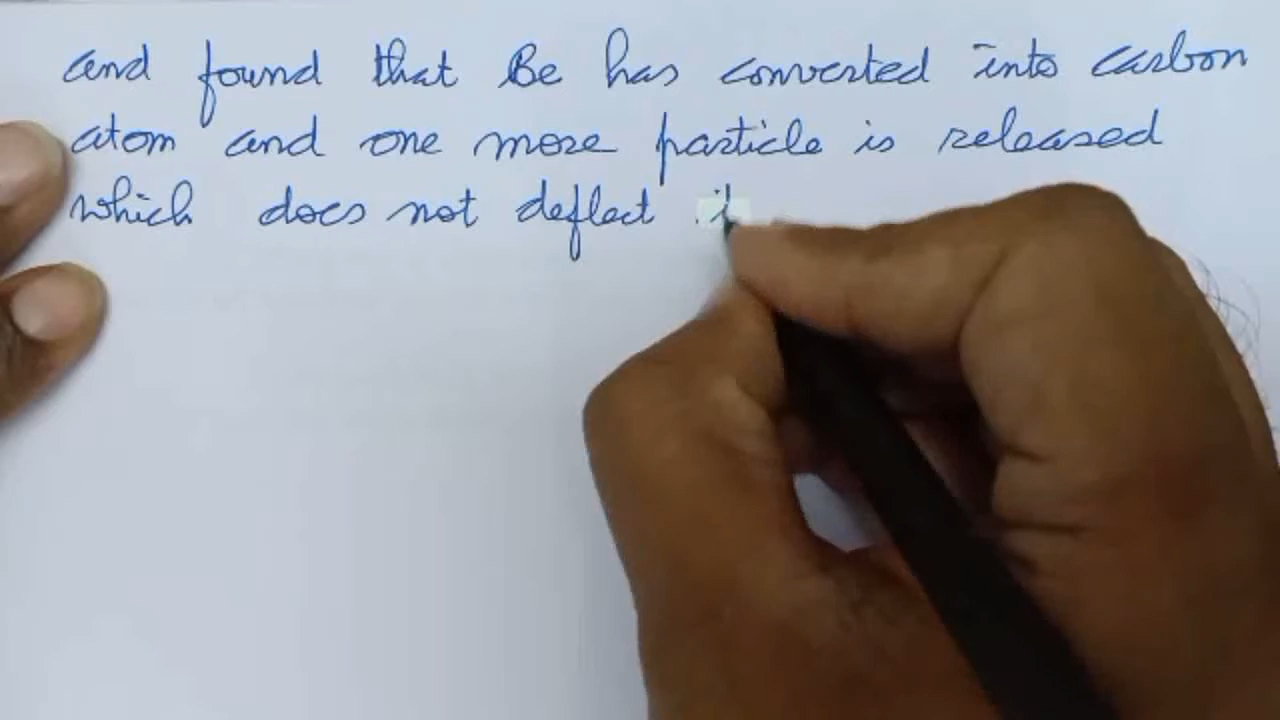 and found that Be has converted into carbon
atom and one more particle is released
which does not deflect